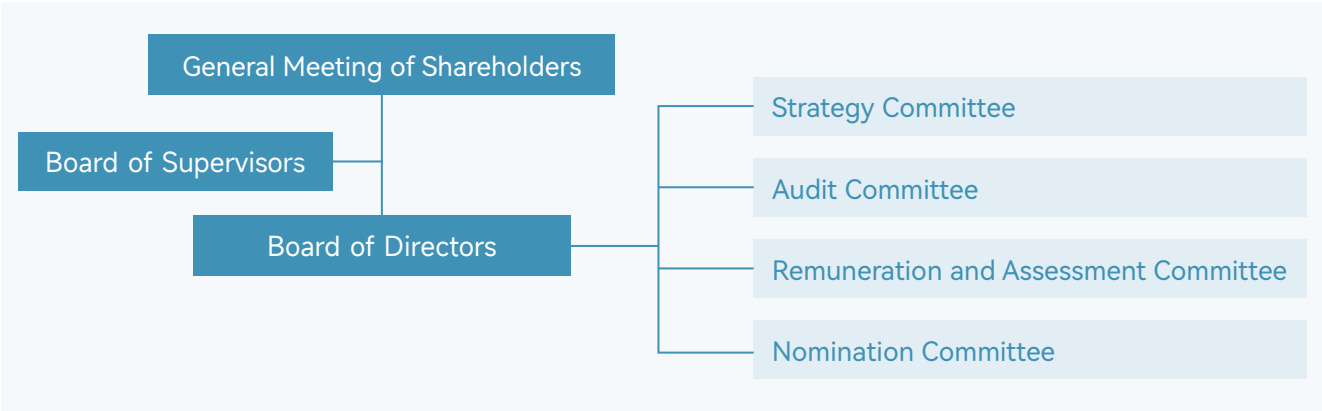 General Meeting of Shareholders
Board of Supervisors
Board of Directors
Strategy Committee
Audit Committee
Remuneration and Assessment Committee
Nomination Committee